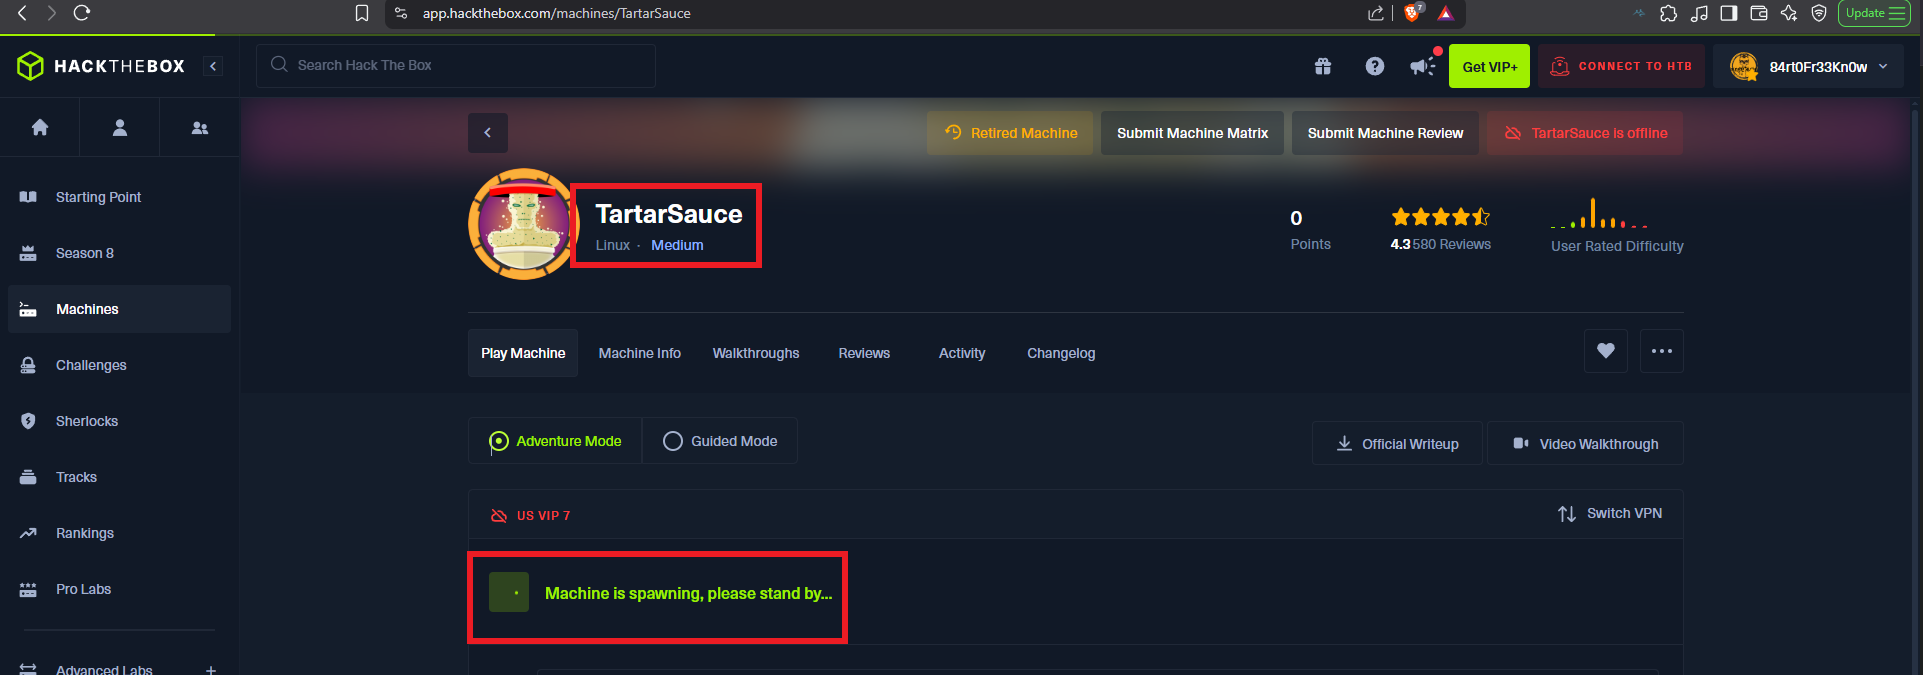 app.hackthebox.com/machines/TartarSauce
7
Update
HACKTHEBOX
Search Hack The Box
Get VIP+
CONNECT TO HTB
84rt0Fr33Kn0w
Retired Machine
Submit Machine Matrix
Submit Machine Review
TartarSauce is offline
Starting Point
Season 8
Machines
Challenges
Sherlocks
Tracks
Rankings
Pro Labs
Advanced Labs +
TartarSauce
Linux · Medium
0
Points
4.3 580 Reviews
User Rated Difficulty
Play Machine
Machine Info
Walkthroughs
Reviews
Activity
Changelog
Adventure Mode
Guided Mode
Official Writeup
Video Walkthrough
US VIP 7
Switch VPN
Machine is spawning, please stand by...